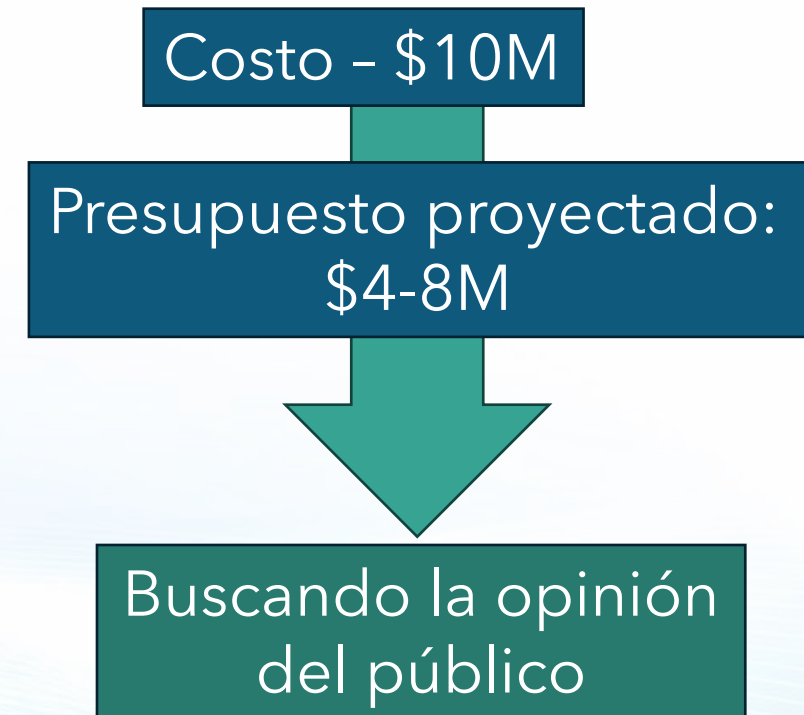 Costo – $10M
Presupuesto proyectado:
$4-8M
Buscando la opinión
del público